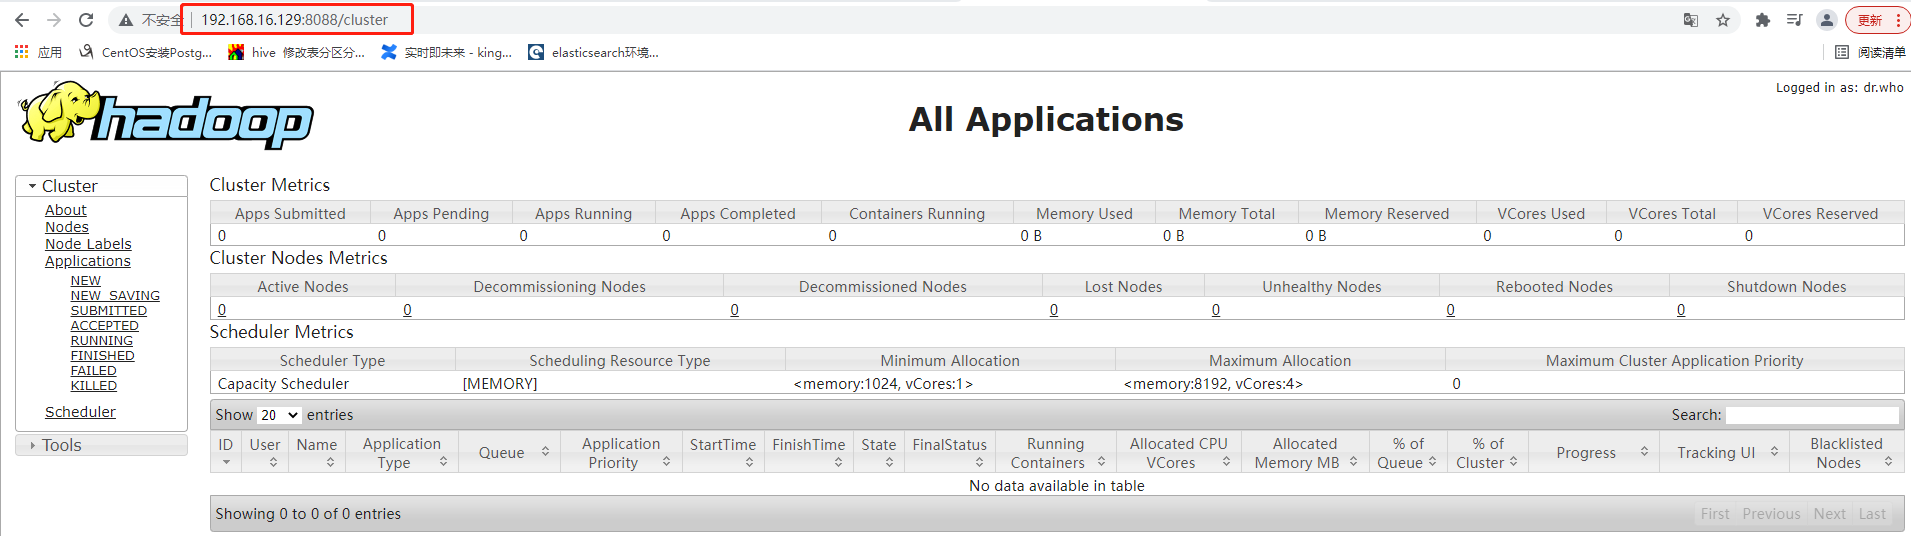 不安全 192.168.16.129:8088/cluster 更新
应用 CentOS安装Postg... hive 修改表分区分... 实时即未来 - king... elasticsearch环境... 阅读清单
Logged in as: dr.who
hadoop
All Applications
Cluster
About
Nodes
Node Labels
Applications
NEW
NEW_SAVING
SUBMITTED
ACCEPTED
RUNNING
FINISHED
FAILED
KILLED
Scheduler
Tools
Cluster Metrics
Apps Submitted Apps Pending Apps Running Apps Completed Containers Running Memory Used Memory Total Memory Reserved VCores Used VCores Total VCores Reserved
0 0 0 0 0 0 B 0 B 0 B 0 0 0
Cluster Nodes Metrics
Active Nodes Decommissioning Nodes Decommissioned Nodes Lost Nodes Unhealthy Nodes Rebooted Nodes Shutdown Nodes
0 0 0 0 0 0 0
Scheduler Metrics
Scheduler Type Scheduling Resource Type Minimum Allocation Maximum Allocation Maximum Cluster Application Priority
Capacity Scheduler [MEMORY] <memory:1024, vCores:1> <memory:8192, vCores:4> 0
Show 20 entries Search:
ID User Name Application Type Queue Application Priority StartTime FinishTime State FinalStatus Running Containers Allocated CPU VCores Allocated Memory MB % of Queue % of Cluster Progress Tracking UI Blacklisted Nodes
No data available in table
Showing 0 to 0 of 0 entries First Previous Next Last